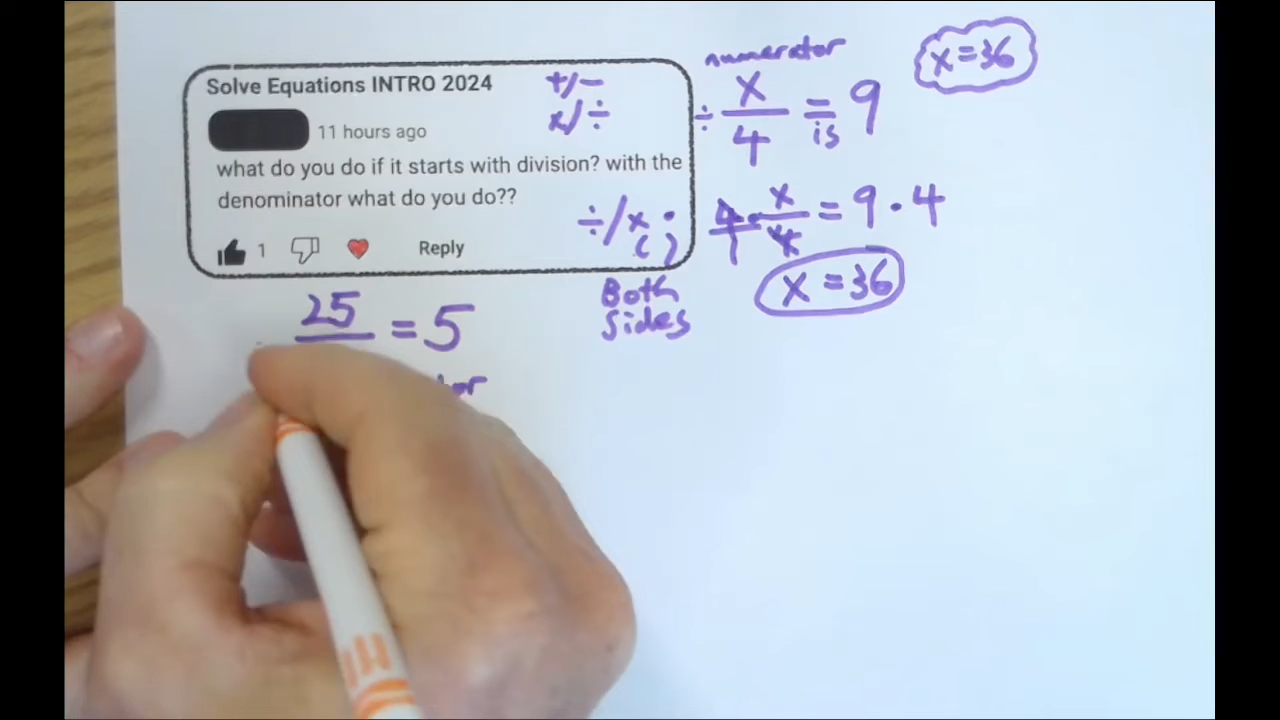 Solve Equations INTRO 2024
+/−
x/÷
11 hours ago
what do you do if it starts with division? with the
denominator what do you do??
1
Reply
÷/x •
( )
Both
Sides
numerator
÷ x/4 = 9
is
x = 36
4/1 • x/4 = 9 • 4
x = 36
25
= 5